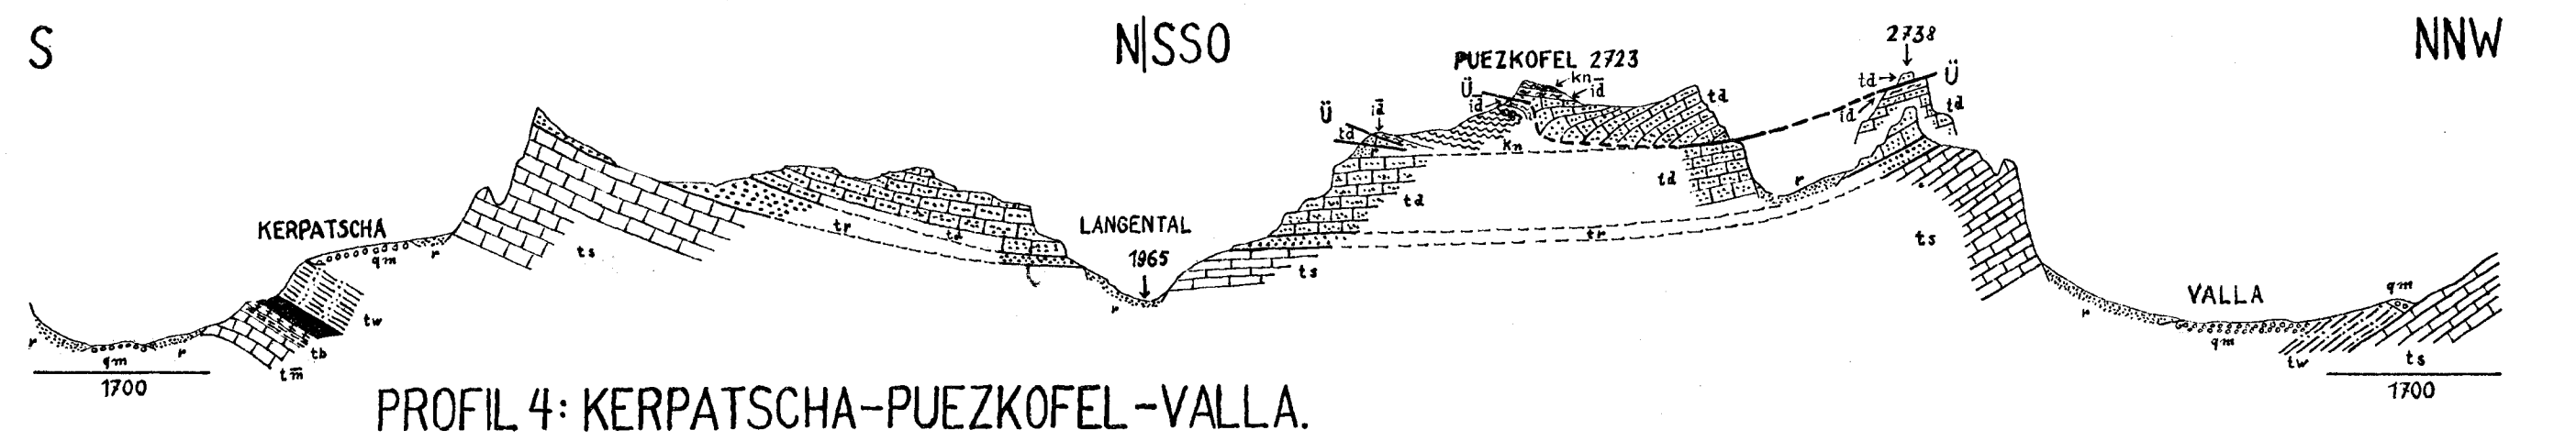 S
N|SSO
NNW
2738
PUEZKOFEL 2723
kn
id̄
Ü
id
td
td
Ü
id̄
Ü
td
id
td
r
kn
td
td
r
KERPATSCHA
qm
r
ts
tr
td
LANGENTAL
1965
r
ts
tr
ts
VALLA
qm
r
qm
tw
ts
r
qm
r
tw
tb
tm̄
1700
1700
PROFIL 4: KERPATSCHA-PUEZKOFEL-VALLA.